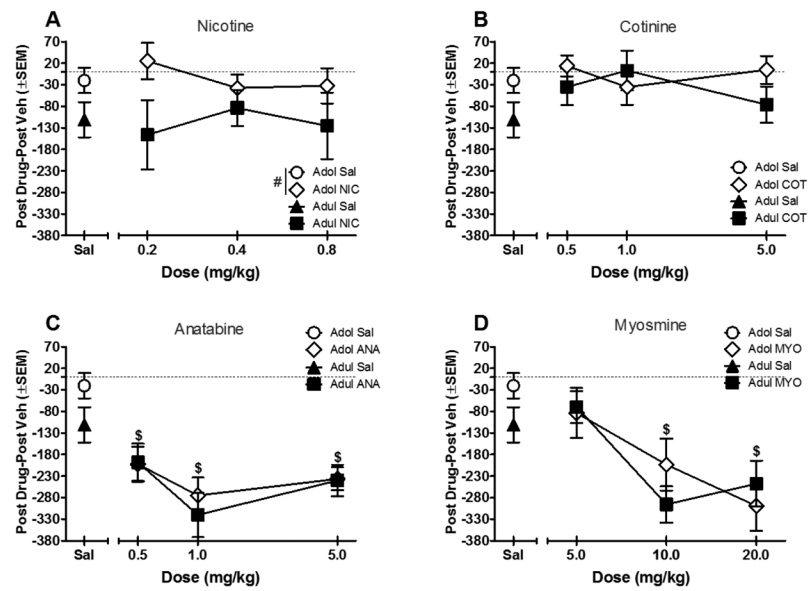 A
Nicotine
Post Drug-Post Veh (±SEM)
70
20
-30
-80
-130
-180
-230
-280
-330
-380
#
Adol Sal
Adol NIC
Adul Sal
Adul NIC
Sal
0.2
0.4
0.8
Dose (mg/kg)
B
Cotinine
Post Drug-Post Veh (±SEM)
70
20
-30
-80
-130
-180
-230
-280
-330
-380
Adol Sal
Adol COT
Adul Sal
Adul COT
Sal
0.5
1.0
5.0
Dose (mg/kg)
C
Anatabine
Post Drug-Post Veh (±SEM)
70
20
-30
-80
-130
-180
-230
-280
-330
-380
Adol Sal
Adol ANA
Adul Sal
Adul ANA
$
$
$
Sal
0.5
1.0
5.0
Dose (mg/kg)
D
Myosmine
Post Drug-Post Veh (±SEM)
70
20
-30
-80
-130
-180
-230
-280
-330
-380
Adol Sal
Adol MYO
Adul Sal
Adul MYO
$
$
Sal
5.0
10.0
20.0
Dose (mg/kg)